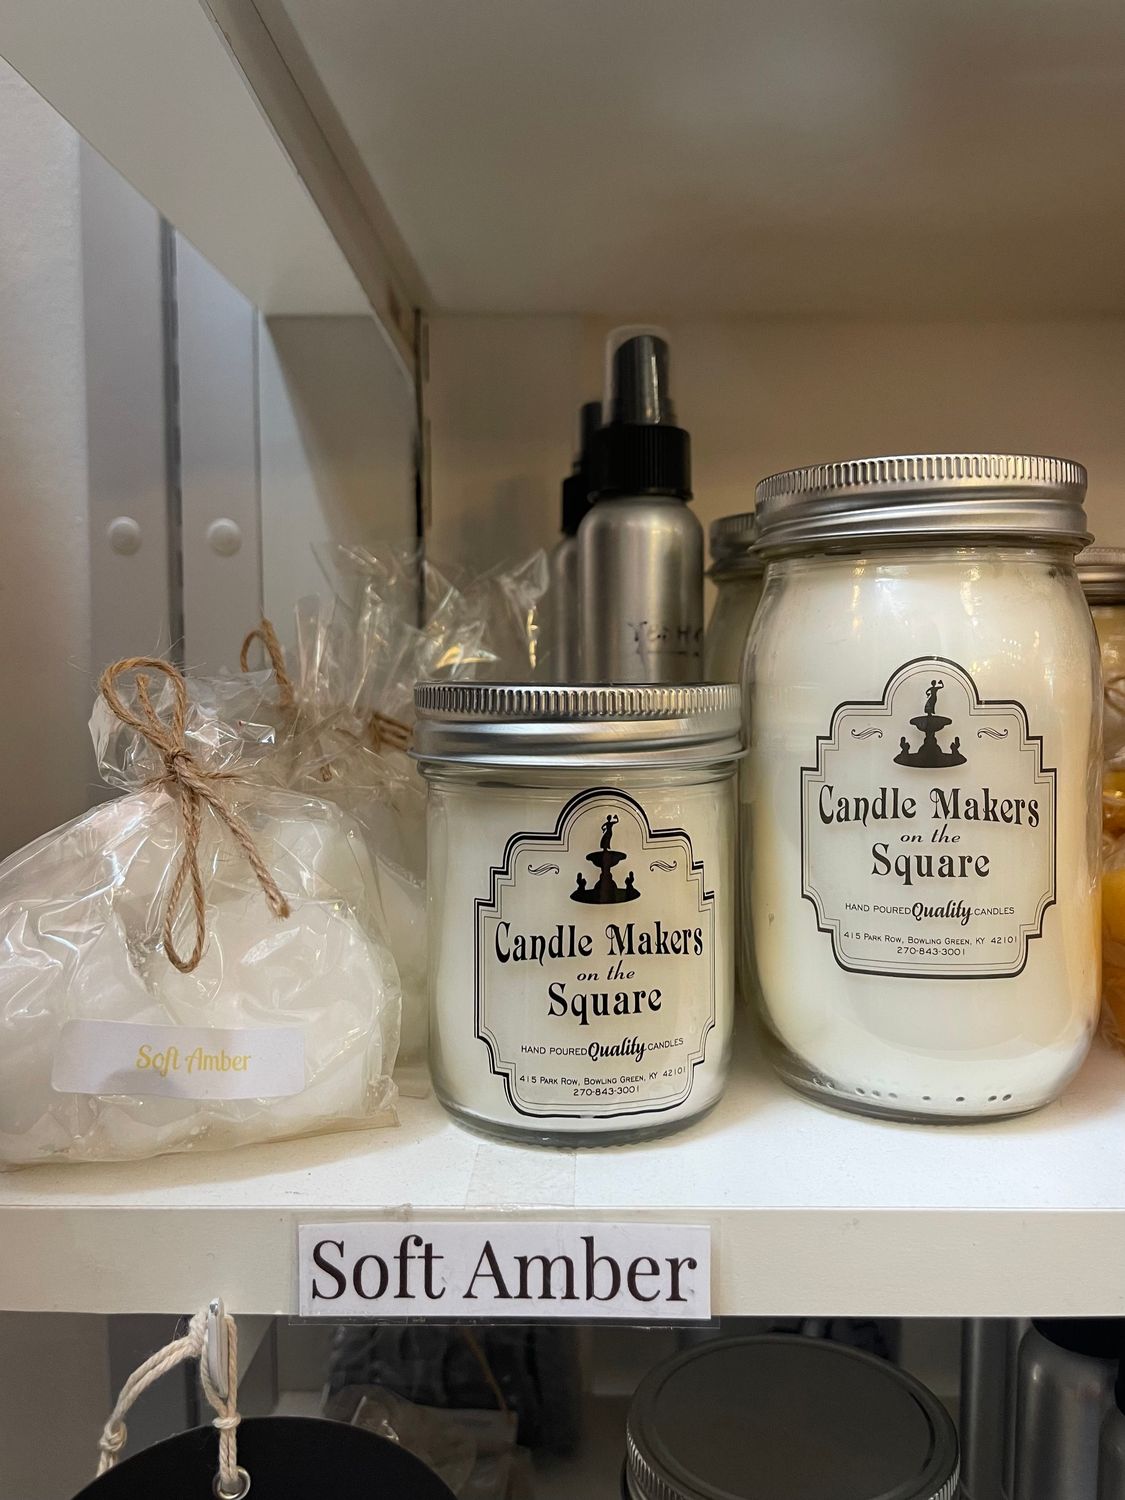 Candle Makers
on the
Square
HAND POURED Quality CANDLES
415 PARK ROW, BOWLING GREEN, KY 42101
270-843-3001
Candle Makers
on the
Square
HAND POURED Quality CANDLES
415 PARK ROW, BOWLING GREEN, KY 42101
270-843-3001
Soft Amber
Soft Amber